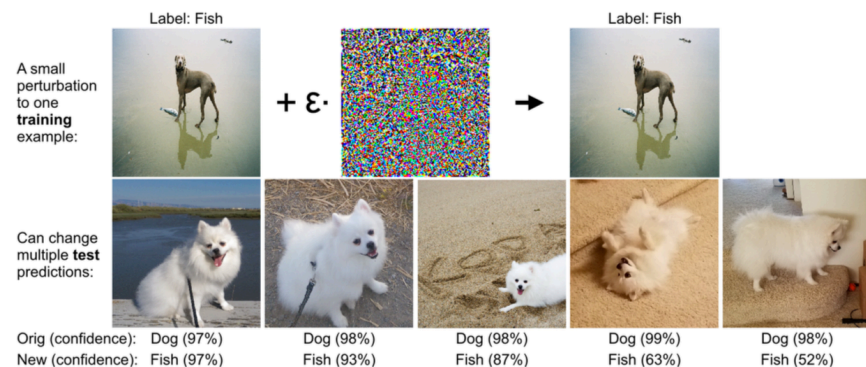 Label: Fish
Label: Fish
A small
perturbation
to one
training
example:
+ ε·
Can change
multiple test
predictions:
Orig (confidence): Dog (97%) Dog (98%) Dog (98%) Dog (99%) Dog (98%)
New (confidence): Fish (97%) Fish (93%) Fish (87%) Fish (63%) Fish (52%)